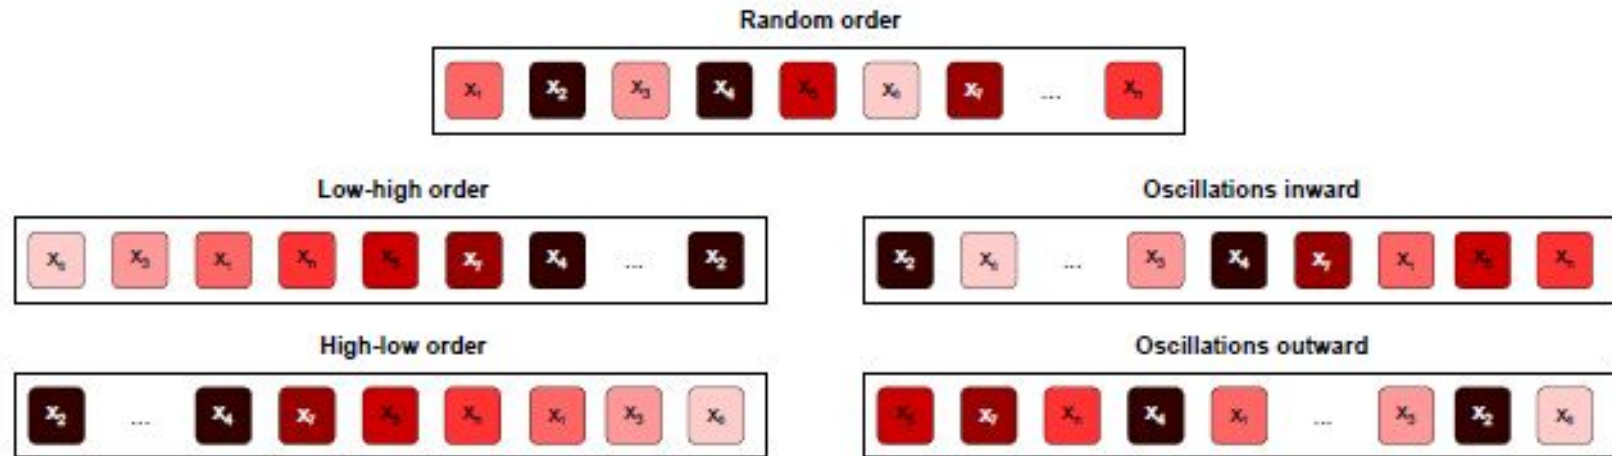 Random order
x₁ x₂ x₃ x₄ x₅ x₆ x₇ ... xₙ
Low-high order
x₆ x₃ x₁ xₙ x₅ x₇ x₄ ... x₂
Oscillations inward
x₂ x₆ ... x₃ x₄ x₇ x₁ x₅ xₙ
High-low order
x₂ ... x₄ x₇ x₅ xₙ x₁ x₃ x₆
Oscillations outward
x₅ x₇ xₙ x₄ x₁ ... x₃ x₂ x₆